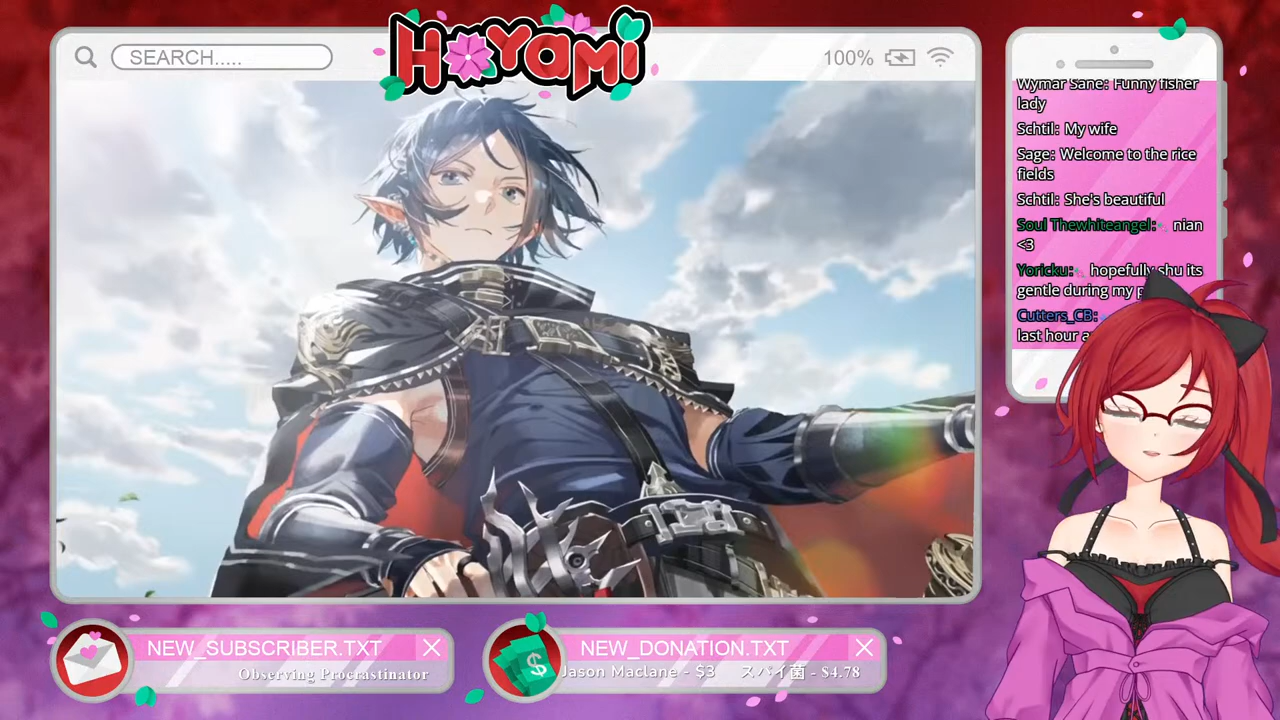 SEARCH.....
HAYAMI
100%
Wymar Sane: Funny fisher
lady
Schtil: My wife
Sage: Welcome to the rice
fields
Schtil: She's beautiful
Soul Thewhiteangel: nian
<3
Yoricku: hopefully shu its
gentle during my
Cutters_CB:
last hour
NEW_SUBSCRIBER.TXT
Observing Procrastinator
NEW_DONATION.TXT
Jason Maclane - $3 スパイ菌 - $4.78